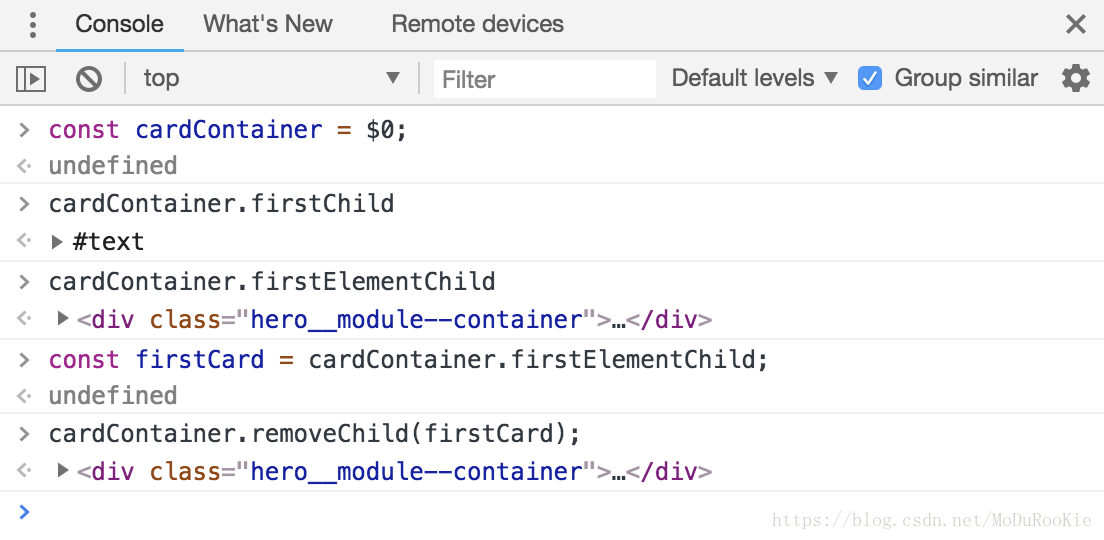 Console What's New Remote devices
top Filter Default levels Group similar
const cardContainer = $0;
undefined
cardContainer.firstChild
#text
cardContainer.firstElementChild
<div class="hero__module--container">…</div>
const firstCard = cardContainer.firstElementChild;
undefined
cardContainer.removeChild(firstCard);
<div class="hero__module--container">…</div>
https://blog.csdn.net/MoDuRooKie